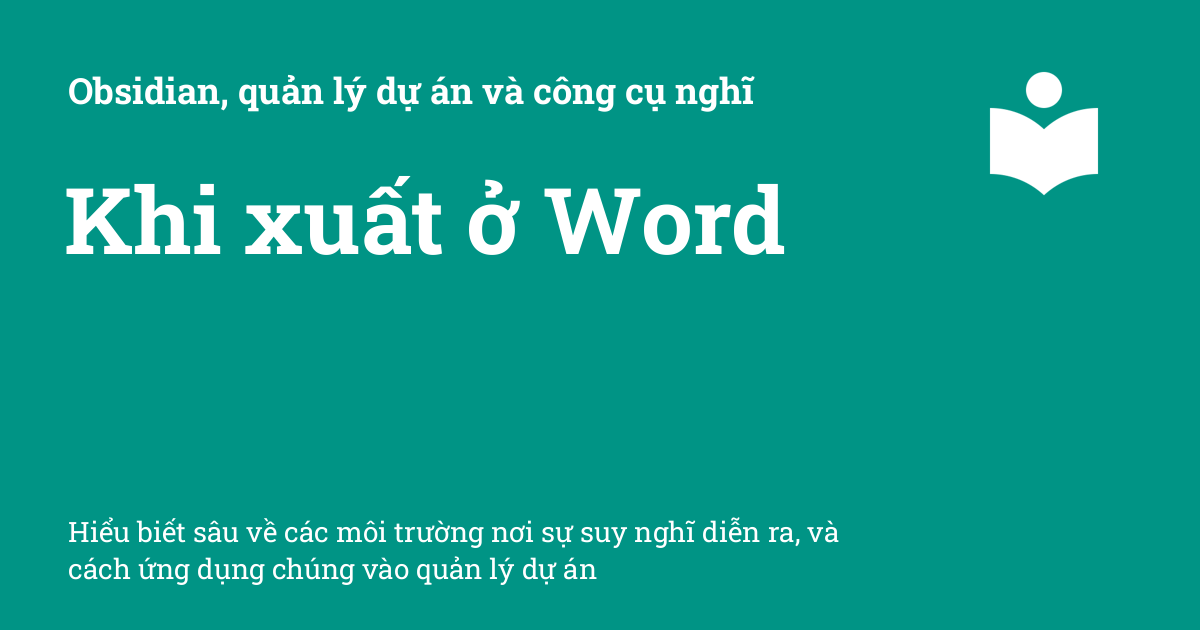 Obsidian, quản lý dự án và công cụ nghĩ
Khi xuất ở Word
Hiểu biết sâu về các môi trường nơi sự suy nghĩ diễn ra, và
cách ứng dụng chúng vào quản lý dự án